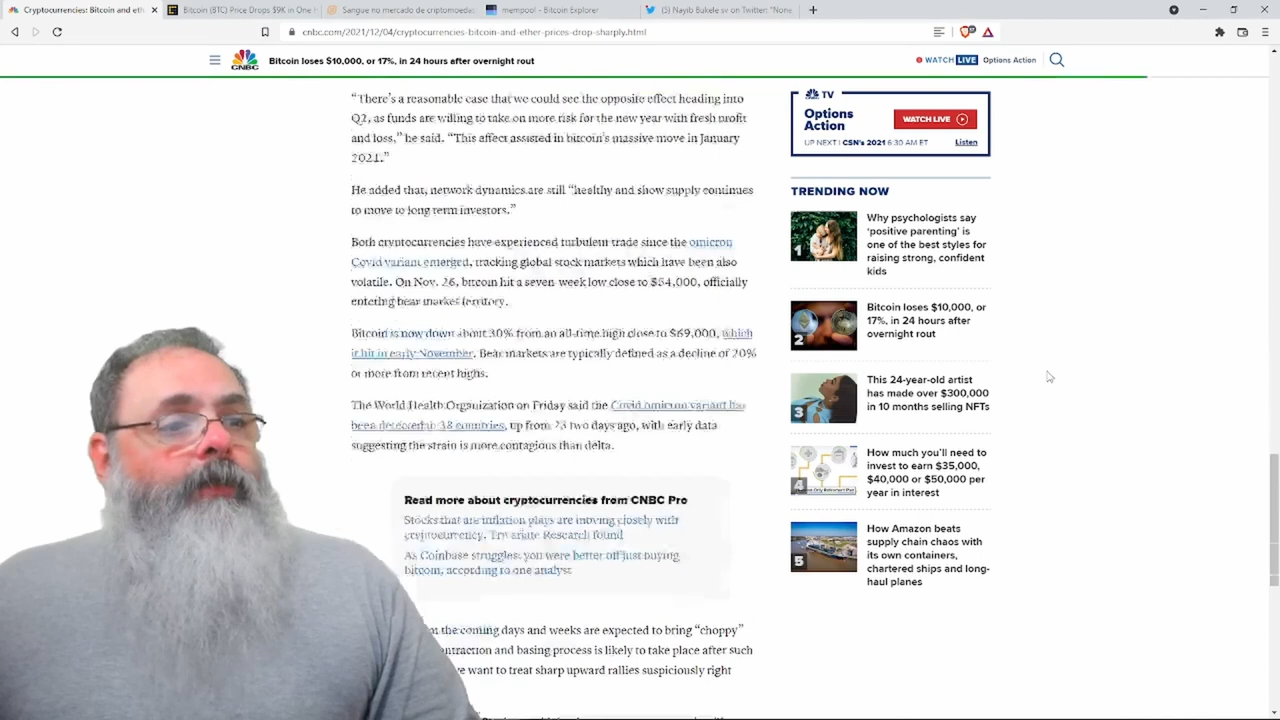 Cryptocurrencies: Bitcoin and eth
Bitcoin (BTC) Price Drops $9K in One H
Sangue no mercado de criptomoedas
mempool - Bitcoin Explorer
(5) Nayib Bukele sv on Twitter: "None
cnbc.com/2021/12/04/cryptocurrencies-bitcoin-and-ether-prices-drop-sharply.html
CNBC
Bitcoin loses $10,000, or 17%, in 24 hours after overnight rout
WATCH LIVE
Options Action
“There’s a reasonable case that we could see the opposite effect heading into
Q2, as funds are willing to take on more risk for the new year with fresh profit
and loss,” he said. “This affect assisted in bitcoin’s massive move in January
2021.”
He added that, network dynamics are still “healthy and show supply continues
to move to long term investors.”
Both cryptocurrencies have experienced turbulent trade since the omicron
Covid variant emerged, tracking global stock markets which have been also
volatile. On Nov. 26, bitcoin hit a seven-week low close to $54,000, officially
entering bear market territory.
Bitcoin is now down about 30% from an all-time high close to $69,000, which
it hit in early November. Bear markets are typically defined as a decline of 20%
or more from recent highs.
The World Health Organization on Friday said the Covid omicron variant has
been detected in 38 countries, up from 23 two days ago, with early data
suggesting the strain is more contagious than delta.
Read more about cryptocurrencies from CNBC Pro
Stocks that are inflation plays are moving closely with
cryptocurrency, Trivariate Research found
As Coinbase struggles, you were better off just buying
bitcoin, according to one analyst
the coming days and weeks are expected to bring “choppy”
and basing process is likely to take place after such
want to treat sharp upward rallies suspiciously right
TV
Options
Action
WATCH LIVE
UP NEXT | CSN's 2021 6:30 AM ET
Listen
TRENDING NOW
1
Why psychologists say
‘positive parenting’ is
one of the best styles for
raising strong, confident
kids
2
Bitcoin loses $10,000, or
17%, in 24 hours after
overnight rout
3
This 24-year-old artist
has made over $300,000
in 10 months selling NFTs
4
How much you’ll need to
invest to earn $35,000,
$40,000 or $50,000 per
year in interest
5
How Amazon beats
supply chain chaos with
its own containers,
chartered ships and long-
haul planes